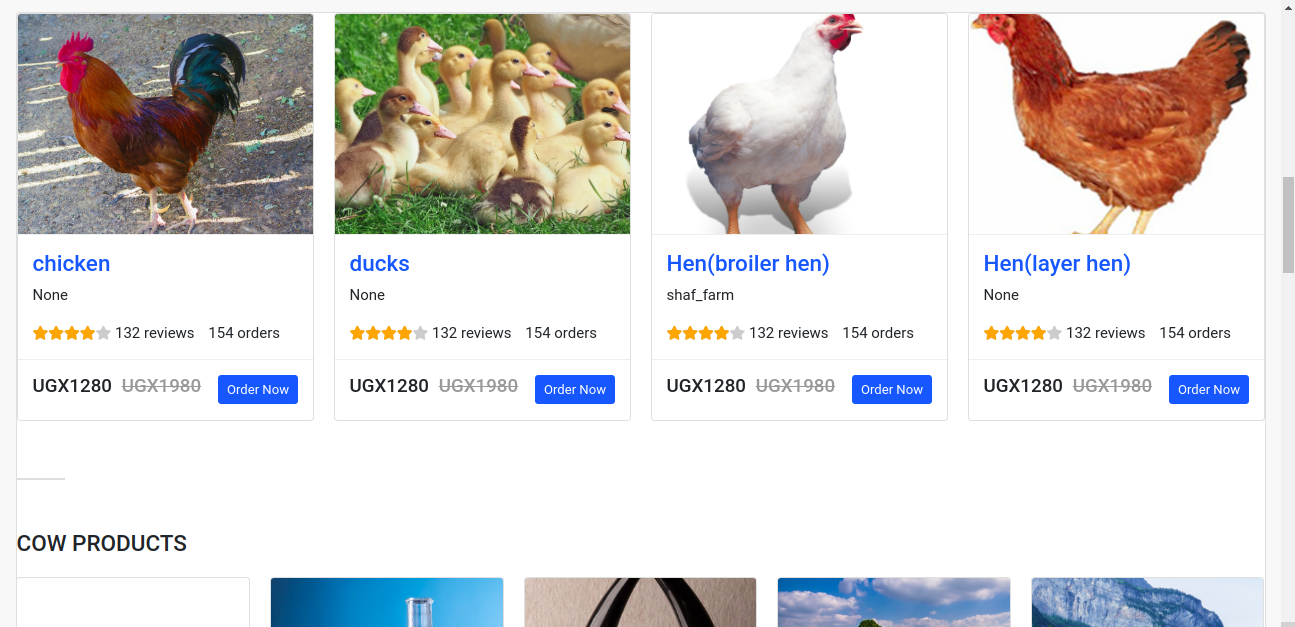 chicken
None
132 reviews 154 orders
UGX1280 UGX1980 Order Now
ducks
None
132 reviews 154 orders
UGX1280 UGX1980 Order Now
Hen(broiler hen)
shaf_farm
132 reviews 154 orders
UGX1280 UGX1980 Order Now
Hen(layer hen)
None
132 reviews 154 orders
UGX1280 UGX1980 Order Now
COW PRODUCTS